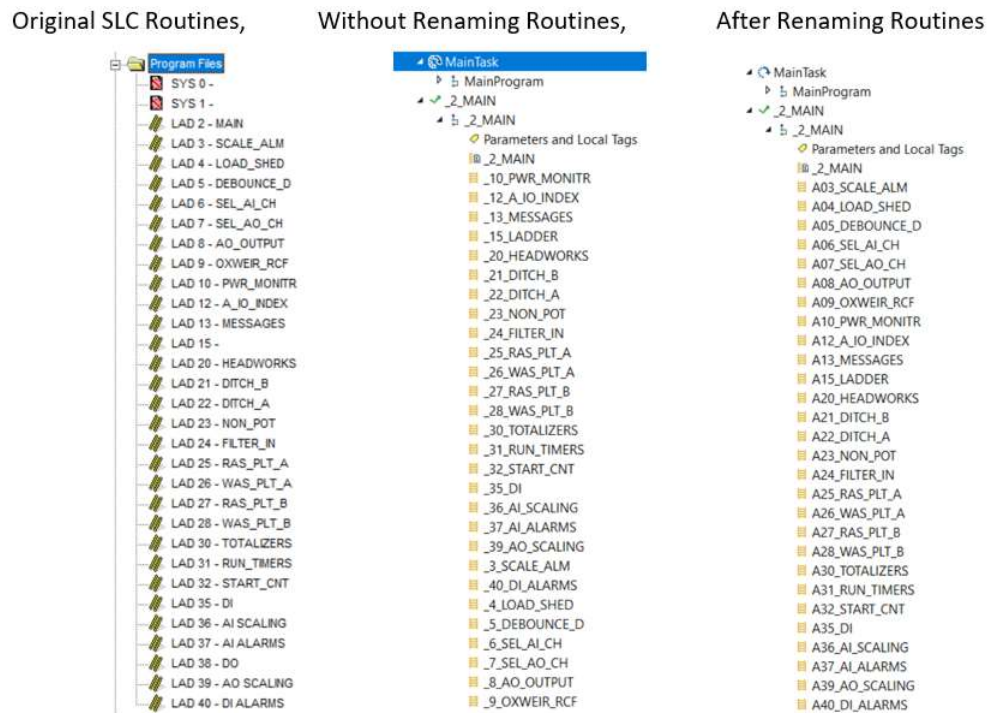 Original SLC Routines,
Program Files
SYS 0 -
SYS 1 -
LAD 2 - MAIN
LAD 3 - SCALE_ALM
LAD 4 - LOAD_SHED
LAD 5 - DEBOUNCE_D
LAD 6 - SEL_AI_CH
LAD 7 - SEL_AO_CH
LAD 8 - AO_OUTPUT
LAD 9 - OXWEIR_RCF
LAD 10 - PWR_MONITR
LAD 12 - A_IO_INDEX
LAD 13 - MESSAGES
LAD 15 -
LAD 20 - HEADWORKS
LAD 21 - DITCH_B
LAD 22 - DITCH_A
LAD 23 - NON_POT
LAD 24 - FILTER_IN
LAD 25 - RAS_PLT_A
LAD 26 - WAS_PLT_A
LAD 27 - RAS_PLT_B
LAD 28 - WAS_PLT_B
LAD 30 - TOTALIZERS
LAD 31 - RUN_TIMERS
LAD 32 - START_CNT
LAD 35 - DI
LAD 36 - AI SCALING
LAD 37 - AI ALARMS
LAD 38 - DO
LAD 39 - AO SCALING
LAD 40 - DI ALARMS
Without Renaming Routines,
MainTask
MainProgram
_2_MAIN
_2_MAIN
Parameters and Local Tags
_2_MAIN
_10_PWR_MONITR
_12_A_IO_INDEX
_13_MESSAGES
_15_LADDER
_20_HEADWORKS
_21_DITCH_B
_22_DITCH_A
_23_NON_POT
_24_FILTER_IN
_25_RAS_PLT_A
_26_WAS_PLT_A
_27_RAS_PLT_B
_28_WAS_PLT_B
_30_TOTALIZERS
_31_RUN_TIMERS
_32_START_CNT
_35_DI
_36_AI_SCALING
_37_AI_ALARMS
_39_AO_SCALING
_3_SCALE_ALM
_40_DI_ALARMS
_4_LOAD_SHED
_5_DEBOUNCE_D
_6_SEL_AI_CH
_7_SEL_AO_CH
_8_AO_OUTPUT
_9_OXWEIR_RCF
After Renaming Routines
MainTask
MainProgram
_2_MAIN
_2_MAIN
Parameters and Local Tags
_2_MAIN
A03_SCALE_ALM
A04_LOAD_SHED
A05_DEBOUNCE_D
A06_SEL_AI_CH
A07_SEL_AO_CH
A08_AO_OUTPUT
A09_OXWEIR_RCF
A10_PWR_MONITR
A12_A_IO_INDEX
A13_MESSAGES
A15_LADDER
A20_HEADWORKS
A21_DITCH_B
A22_DITCH_A
A23_NON_POT
A24_FILTER_IN
A25_RAS_PLT_A
A26_WAS_PLT_A
A27_RAS_PLT_B
A28_WAS_PLT_B
A30_TOTALIZERS
A31_RUN_TIMERS
A32_START_CNT
A35_DI
A36_AI_SCALING
A37_AI_ALARMS
A39_AO_SCALING
A40_DI_ALARMS